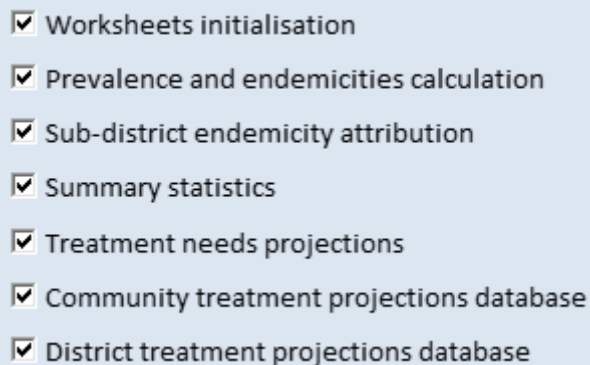 Worksheets initialisation
Prevalence and endemicities calculation
Sub-district endemicity attribution
Summary statistics
Treatment needs projections
Community treatment projections database
District treatment projections database